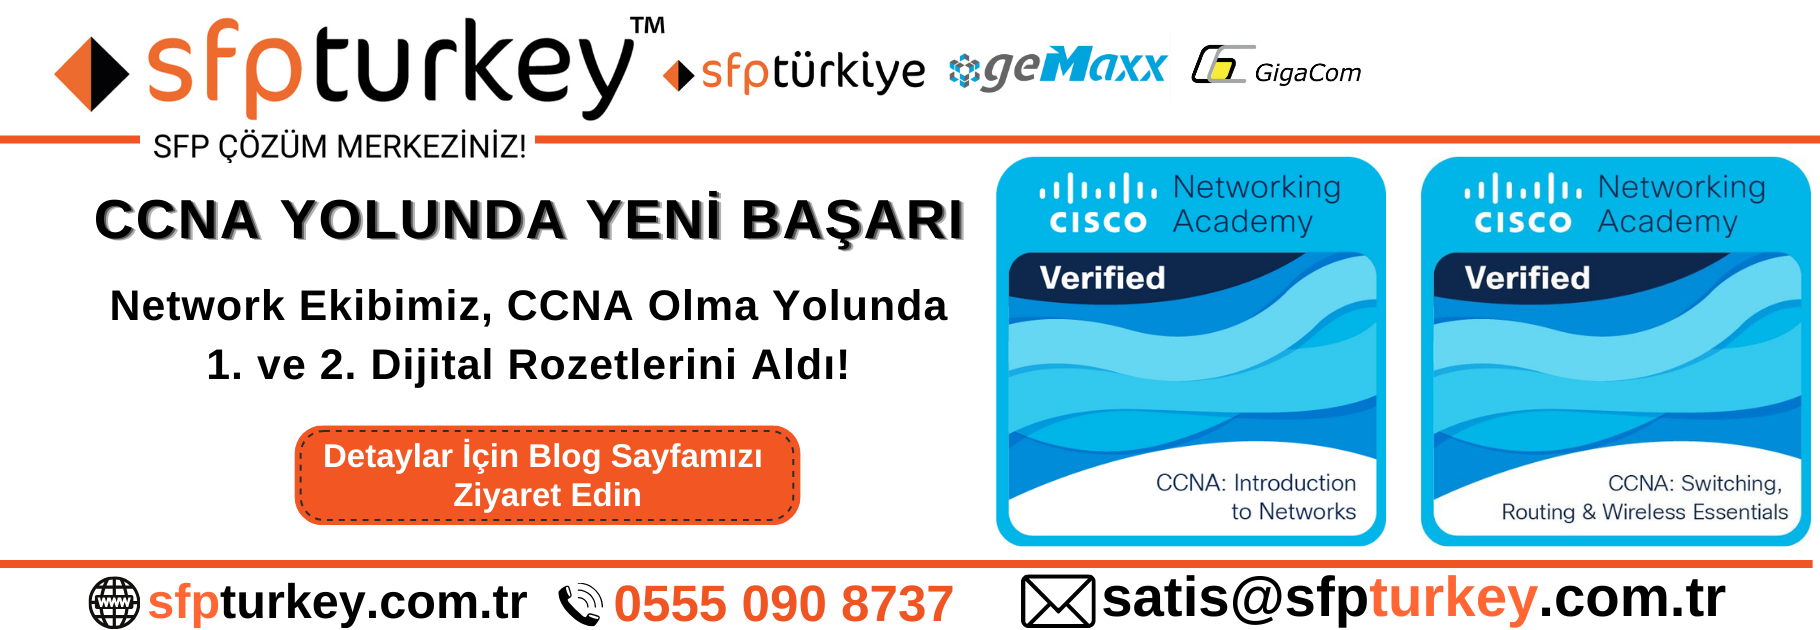 sfpturkey™
sfptürkiye
geMaxx
GigaCom
SFP ÇÖZÜM MERKEZİNİZ!
CCNA YOLUNDA YENİ BAŞARI
Network Ekibimiz, CCNA Olma Yolunda
1. ve 2. Dijital Rozetlerini Aldı!
Detaylar İçin Blog Sayfamızı
Ziyaret Edin
CISCO
Networking
Academy
Verified
CCNA: Introduction
to Networks
CISCO
Networking
Academy
Verified
CCNA: Switching,
Routing & Wireless Essentials
www
sfpturkey.com.tr
0555 090 8737
satis@sfpturkey.com.tr